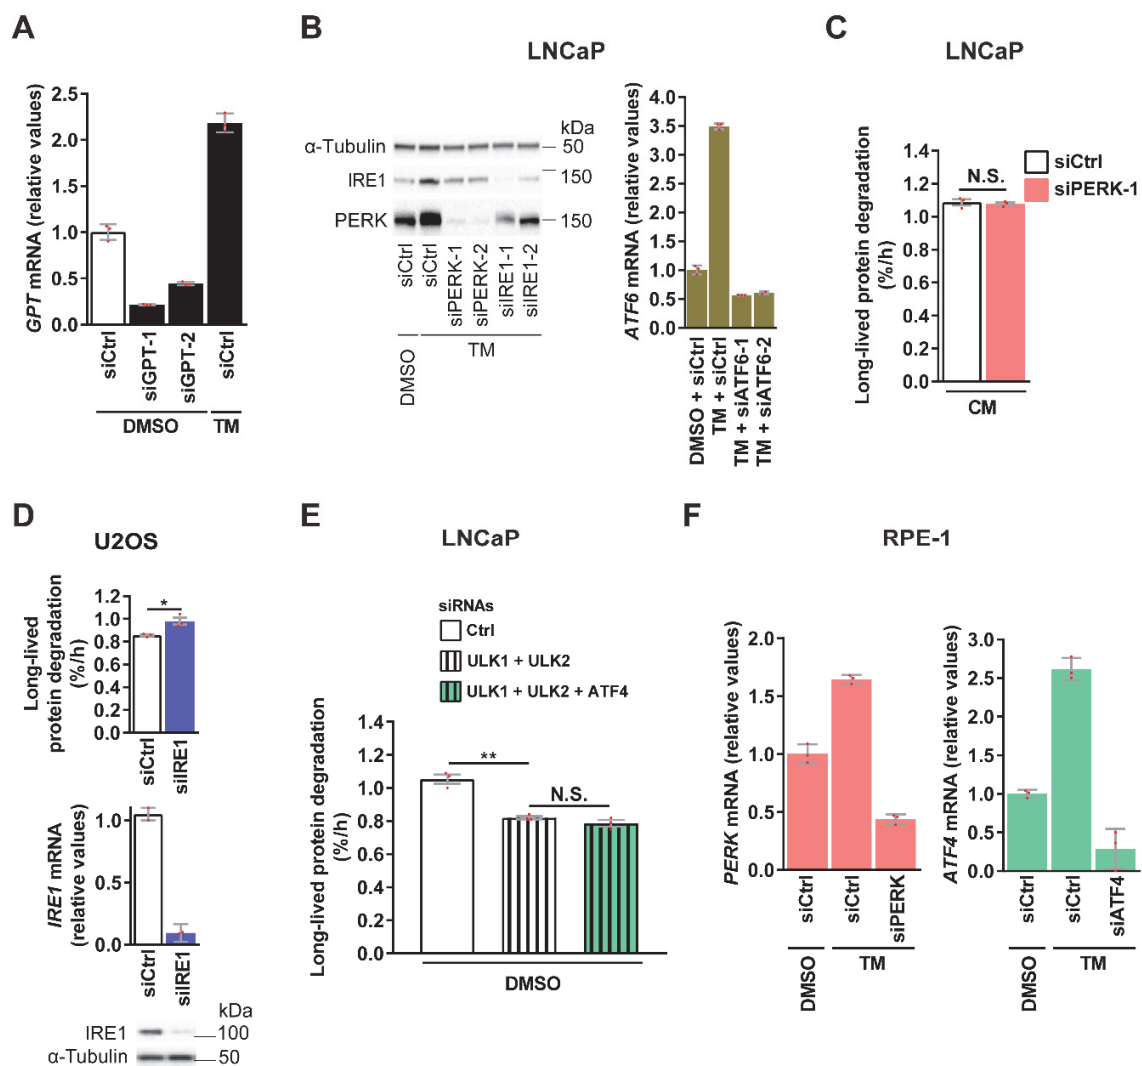 A
GPT mRNA (relative values)
2.5
2.0
1.5
1.0
0.5
0.0
siCtrl
siGPT-1
siGPT-2
siCtrl
DMSO
TM
B
LNCaP
kDa
α-Tubulin
50
IRE1
150
PERK
150
siCtrl
siCtrl
siPERK-1
siPERK-2
siIRE1-1
siIRE1-2
DMSO
TM
ATF6 mRNA (relative values)
4.0
3.5
3.0
2.5
2.0
1.5
1.0
0.5
0.0
DMSO + siCtrl
TM + siCtrl
TM + siATF6-1
TM + siATF6-2
C
LNCaP
Long-lived protein degradation
(%/h)
1.4
1.2
1.0
0.8
0.6
0.4
0.2
0.0
N.S.
CM
siCtrl
siPERK-1
D
U2OS
Long-lived
protein degradation
(%/h)
1.2
1.0
0.8
0.6
0.4
0.2
0.0
*
siCtrl
siIRE1
IRE1 mRNA
(relative values)
1.0
0.5
0.0
siCtrl
siIRE1
kDa
IRE1
100
α-Tubulin
50
E
LNCaP
siRNAs
Ctrl
ULK1 + ULK2
ULK1 + ULK2 + ATF4
Long-lived protein degradation
(%/h)
1.4
1.2
1.0
0.8
0.6
0.4
0.2
0.0
**
N.S.
DMSO
F
RPE-1
PERK mRNA (relative values)
2.0
1.5
1.0
0.5
0.0
siCtrl
siCtrl
siPERK
DMSO
TM
ATF4 mRNA (relative values)
3.0
2.5
2.0
1.5
1.0
0.5
0.0
siCtrl
siCtrl
siATF4
DMSO
TM